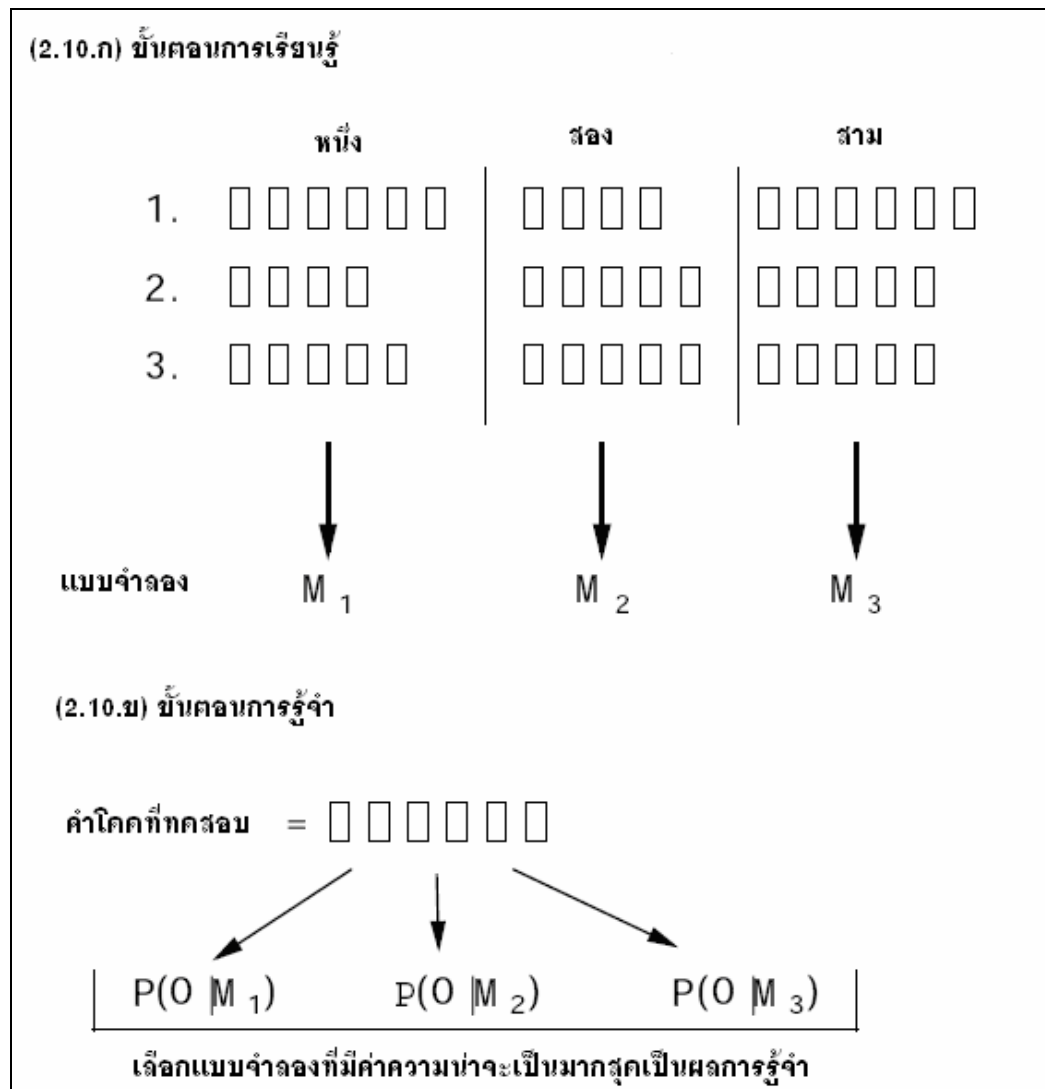 (2.10.ก) ขั้นตอนการเรียนรู้
หนึ่ง สอง สาม
1.
2.
3.
แบบจำลอง M 1 M 2 M 3
(2.10.ข) ขั้นตอนการรู้จำ
คำโดดที่ทดสอบ =
P(O |M 1) P(O |M 2) P(O |M 3)
เลือกแบบจำลองที่มีค่าความน่าจะเป็นมากสุดเป็นผลการรู้จำ